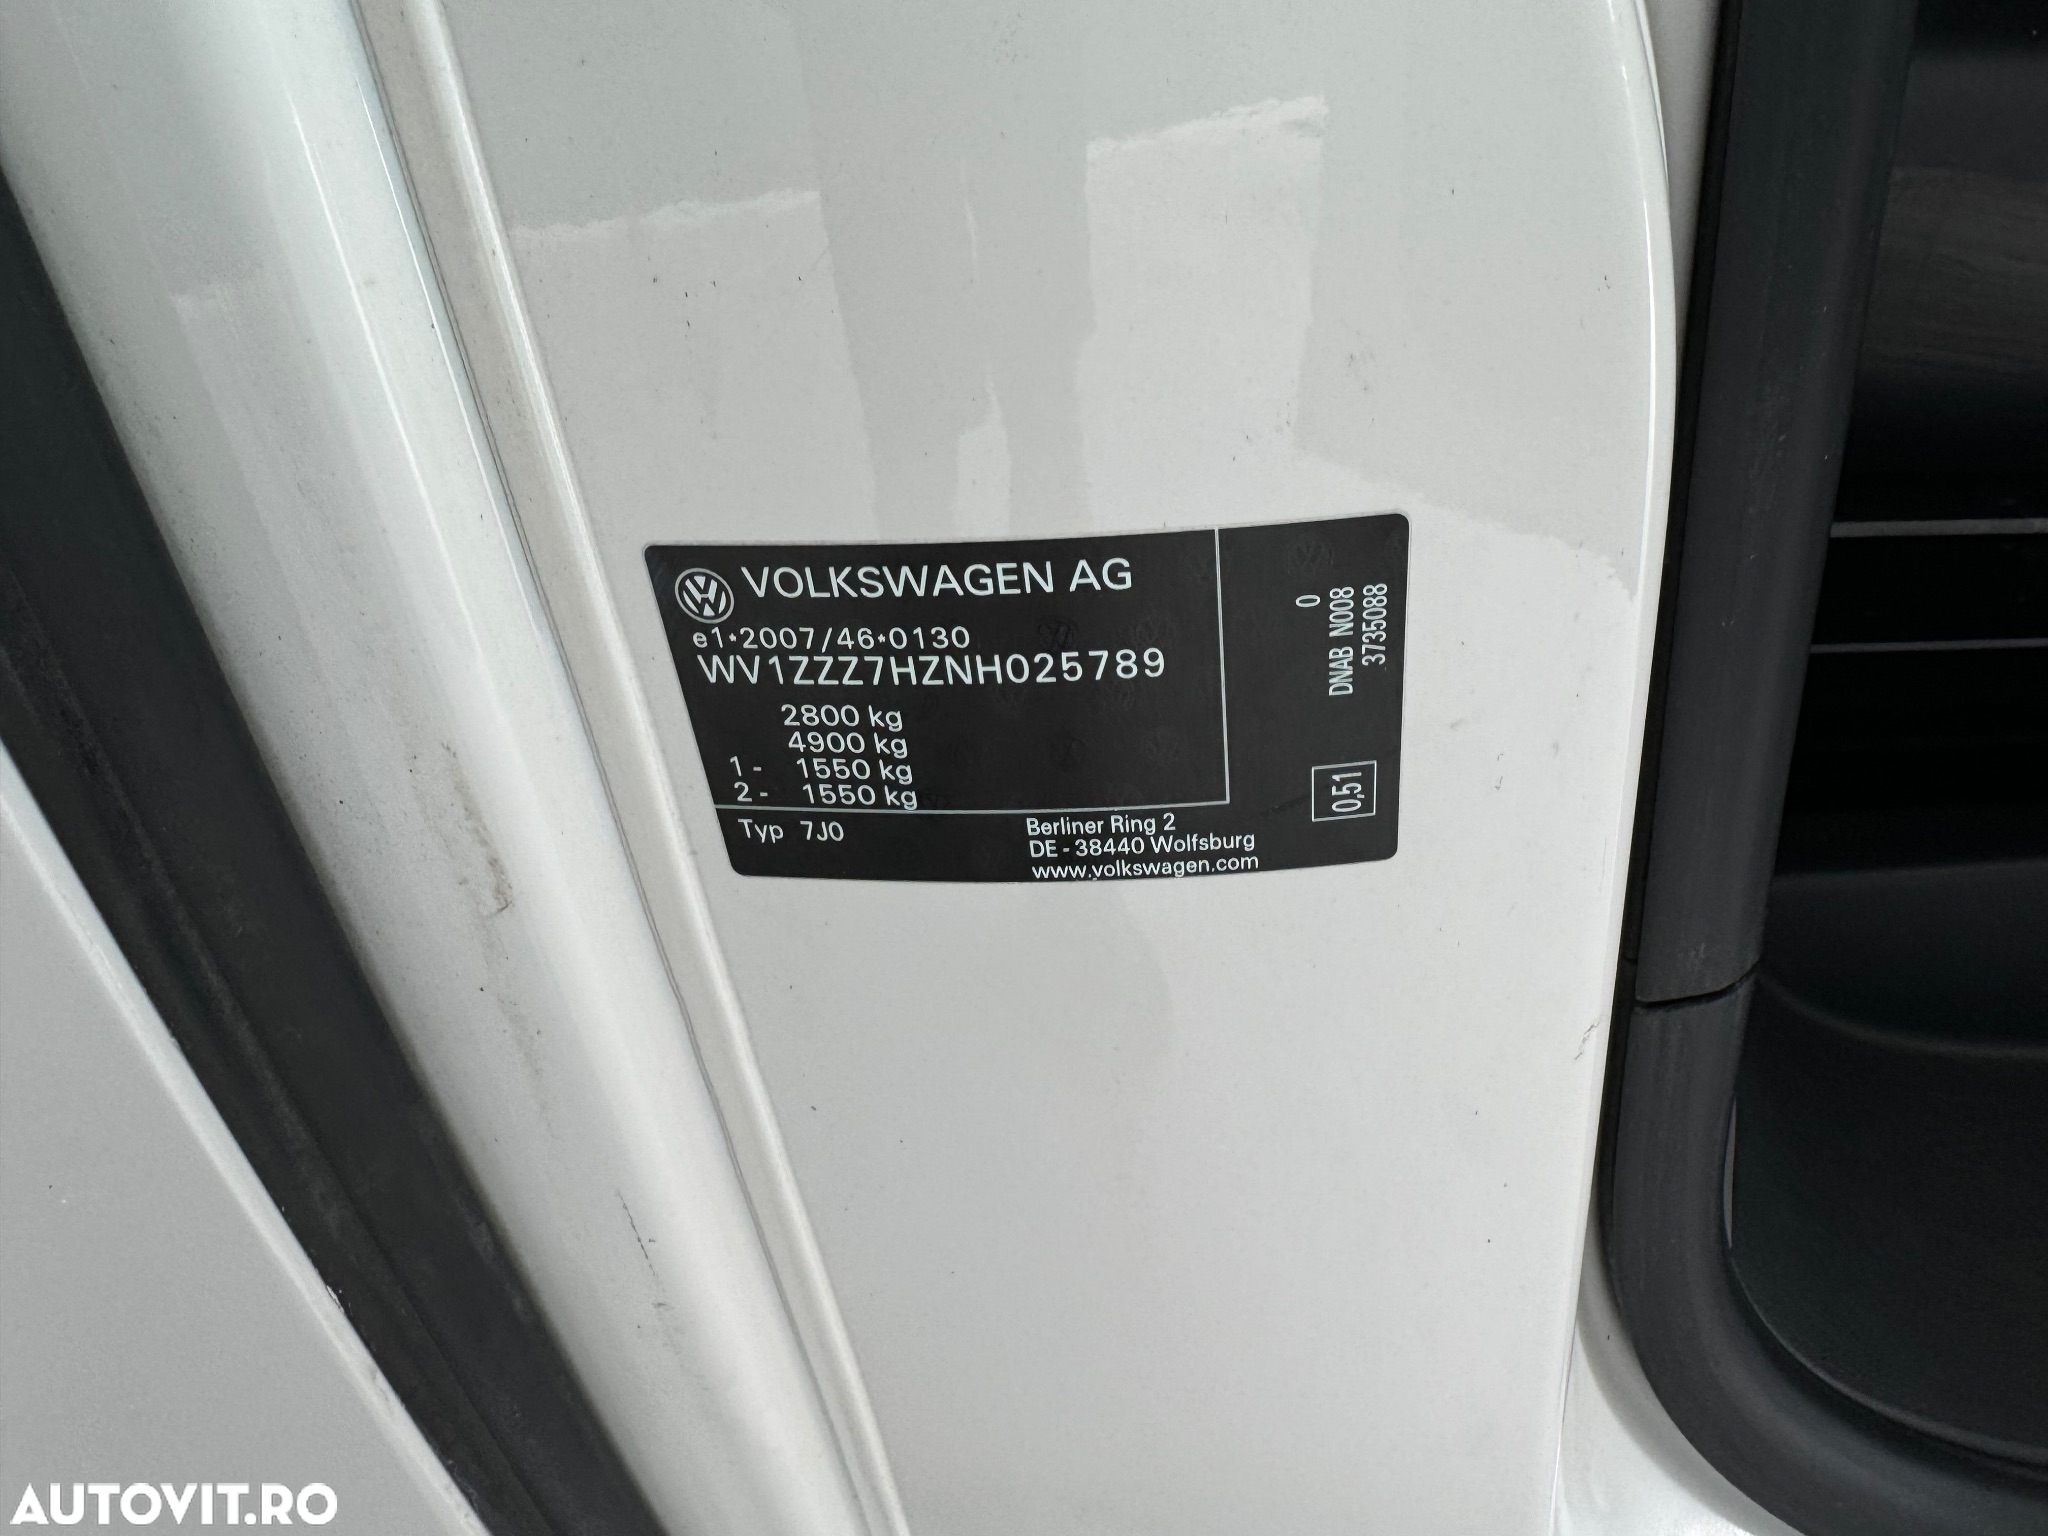 VOLKSWAGEN AG
e1*2007/46*0130
WV1ZZZ7HZNH025789
2800 kg
4900 kg
1- 1550 kg
2- 1550 kg
Typ 7J0
Berliner Ring 2
DE-38440 Wolfsburg
www.volkswagen.com
0
DNAB N008
3735088
0,51
AUTOVIT.RO